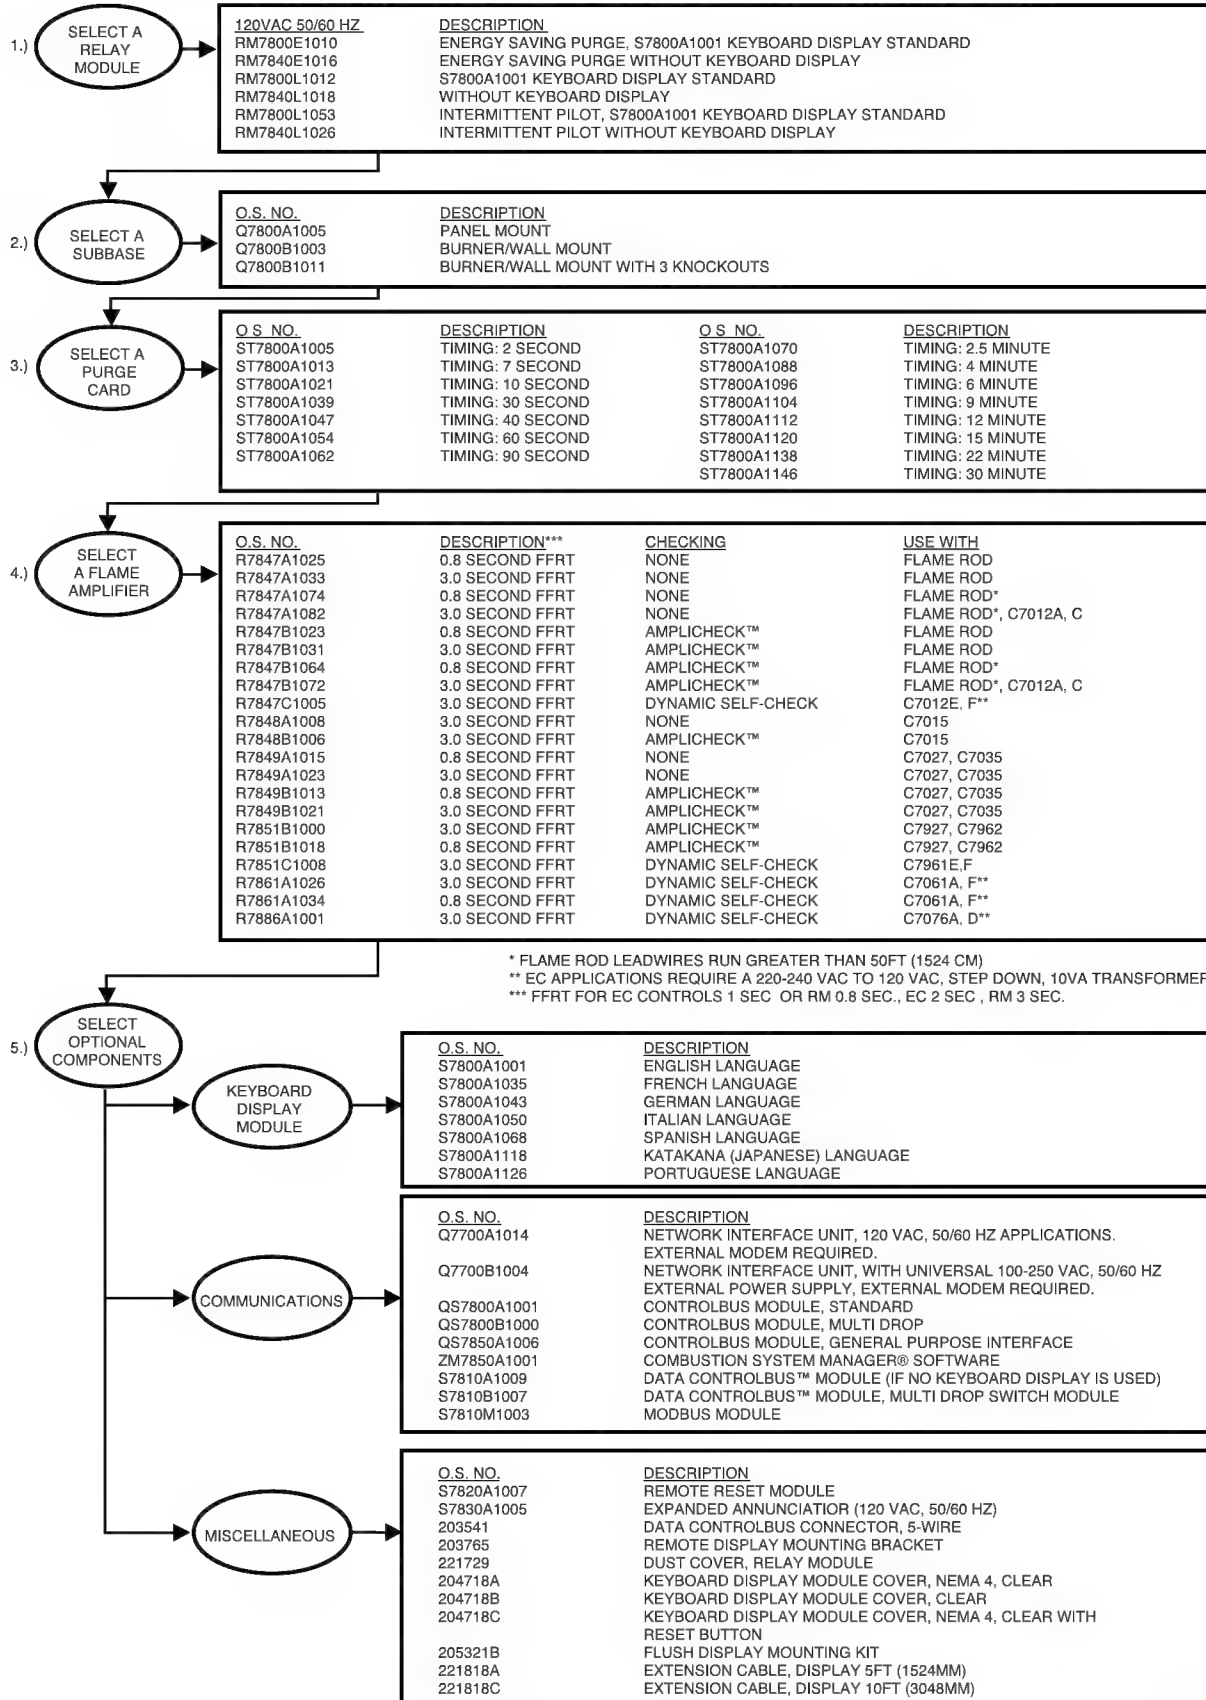 1.) SELECT A
RELAY
MODULE
120VAC 50/60 HZ DESCRIPTION
RM7800E1010 ENERGY SAVING PURGE, S7800A1001 KEYBOARD DISPLAY STANDARD
RM7840E1016 ENERGY SAVING PURGE WITHOUT KEYBOARD DISPLAY
RM7800L1012 S7800A1001 KEYBOARD DISPLAY STANDARD
RM7840L1018 WITHOUT KEYBOARD DISPLAY
RM7800L1053 INTERMITTENT PILOT, S7800A1001 KEYBOARD DISPLAY STANDARD
RM7840L1026 INTERMITTENT PILOT WITHOUT KEYBOARD DISPLAY
2.) SELECT A
SUBBASE
O.S. NO. DESCRIPTION
Q7800A1005 PANEL MOUNT
Q7800B1003 BURNER/WALL MOUNT
Q7800B1011 BURNER/WALL MOUNT WITH 3 KNOCKOUTS
3.) SELECT A
PURGE
CARD
O S NO. DESCRIPTION O S NO. DESCRIPTION
ST7800A1005 TIMING: 2 SECOND ST7800A1070 TIMING: 2.5 MINUTE
ST7800A1013 TIMING: 7 SECOND ST7800A1088 TIMING: 4 MINUTE
ST7800A1021 TIMING: 10 SECOND ST7800A1096 TIMING: 6 MINUTE
ST7800A1039 TIMING: 30 SECOND ST7800A1104 TIMING: 9 MINUTE
ST7800A1047 TIMING: 40 SECOND ST7800A1112 TIMING: 12 MINUTE
ST7800A1054 TIMING: 60 SECOND ST7800A1120 TIMING: 15 MINUTE
ST7800A1062 TIMING: 90 SECOND ST7800A1138 TIMING: 22 MINUTE
ST7800A1146 TIMING: 30 MINUTE
4.) SELECT
A FLAME
AMPLIFIER
O.S. NO. DESCRIPTION*** CHECKING USE WITH
R7847A1025 0.8 SECOND FFRT NONE FLAME ROD
R7847A1033 3.0 SECOND FFRT NONE FLAME ROD
R7847A1074 0.8 SECOND FFRT NONE FLAME ROD*
R7847A1082 3.0 SECOND FFRT NONE FLAME ROD*, C7012A, C
R7847B1023 0.8 SECOND FFRT AMPLICHECK™ FLAME ROD
R7847B1031 3.0 SECOND FFRT AMPLICHECK™ FLAME ROD
R7847B1064 0.8 SECOND FFRT AMPLICHECK™ FLAME ROD*
R7847B1072 3.0 SECOND FFRT AMPLICHECK™ FLAME ROD*, C7012A, C
R7847C1005 3.0 SECOND FFRT DYNAMIC SELF-CHECK C7012E, F**
R7848A1008 3.0 SECOND FFRT NONE C7015
R7848B1006 3.0 SECOND FFRT AMPLICHECK™ C7015
R7849A1015 0.8 SECOND FFRT NONE C7027, C7035
R7849A1023 3.0 SECOND FFRT NONE C7027, C7035
R7849B1013 0.8 SECOND FFRT AMPLICHECK™ C7027, C7035
R7849B1021 3.0 SECOND FFRT AMPLICHECK™ C7027, C7035
R7851B1000 3.0 SECOND FFRT AMPLICHECK™ C7927, C7962
R7851B1018 0.8 SECOND FFRT AMPLICHECK™ C7927, C7962
R7851C1008 3.0 SECOND FFRT DYNAMIC SELF-CHECK C7961E,F
R7861A1026 3.0 SECOND FFRT DYNAMIC SELF-CHECK C7061A, F**
R7861A1034 0.8 SECOND FFRT DYNAMIC SELF-CHECK C7061A, F**
R7886A1001 3.0 SECOND FFRT DYNAMIC SELF-CHECK C7076A, D**
* FLAME ROD LEADWIRES RUN GREATER THAN 50FT (1524 CM)
** EC APPLICATIONS REQUIRE A 220-240 VAC TO 120 VAC, STEP DOWN, 10VA TRANSFORMER
*** FFRT FOR EC CONTROLS 1 SEC OR RM 0.8 SEC., EC 2 SEC , RM 3 SEC.
5.) SELECT
OPTIONAL
COMPONENTS
KEYBOARD
DISPLAY
MODULE
O.S. NO. DESCRIPTION
S7800A1001 ENGLISH LANGUAGE
S7800A1035 FRENCH LANGUAGE
S7800A1043 GERMAN LANGUAGE
S7800A1050 ITALIAN LANGUAGE
S7800A1068 SPANISH LANGUAGE
S7800A1118 KATAKANA (JAPANESE) LANGUAGE
S7800A1126 PORTUGUESE LANGUAGE
COMMUNICATIONS
O.S. NO. DESCRIPTION
Q7700A1014 NETWORK INTERFACE UNIT, 120 VAC, 50/60 HZ APPLICATIONS.
EXTERNAL MODEM REQUIRED.
Q7700B1004 NETWORK INTERFACE UNIT, WITH UNIVERSAL 100-250 VAC, 50/60 HZ
EXTERNAL POWER SUPPLY, EXTERNAL MODEM REQUIRED.
QS7800A1001 CONTROLBUS MODULE, STANDARD
QS7800B1000 CONTROLBUS MODULE, MULTI DROP
QS7850A1006 CONTROLBUS MODULE, GENERAL PURPOSE INTERFACE
ZM7850A1001 COMBUSTION SYSTEM MANAGER® SOFTWARE
S7810A1009 DATA CONTROLBUS™ MODULE (IF NO KEYBOARD DISPLAY IS USED)
S7810B1007 DATA CONTROLBUS™ MODULE, MULTI DROP SWITCH MODULE
S7810M1003 MODBUS MODULE
MISCELLANEOUS
O.S. NO. DESCRIPTION
S7820A1007 REMOTE RESET MODULE
S7830A1005 EXPANDED ANNUNCIATIOR (120 VAC, 50/60 HZ)
203541 DATA CONTROLBUS CONNECTOR, 5-WIRE
203765 REMOTE DISPLAY MOUNTING BRACKET
221729 DUST COVER, RELAY MODULE
204718A KEYBOARD DISPLAY MODULE COVER, NEMA 4, CLEAR
204718B KEYBOARD DISPLAY MODULE COVER, CLEAR
204718C KEYBOARD DISPLAY MODULE COVER, NEMA 4, CLEAR WITH
RESET BUTTON
205321B FLUSH DISPLAY MOUNTING KIT
221818A EXTENSION CABLE, DISPLAY 5FT (1524MM)
221818C EXTENSION CABLE, DISPLAY 10FT (3048MM)